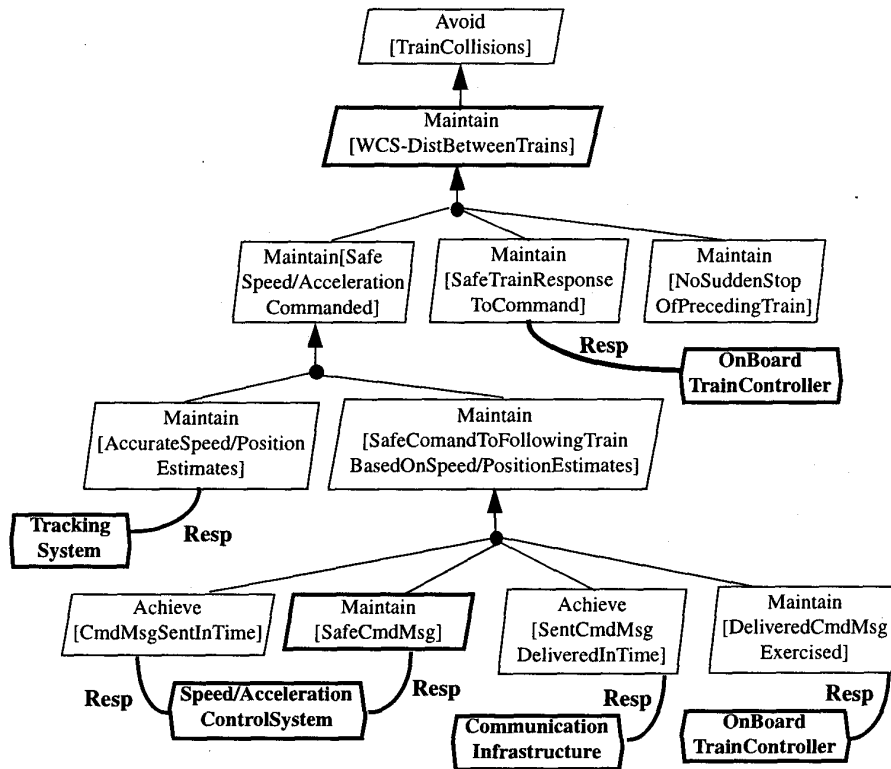 Avoid
[TrainCollisions]
Maintain
[WCS-DistBetweenTrains]
Maintain[Safe
Speed/Acceleration
Commanded]
Maintain
[SafeTrainResponse
ToCommand]
Maintain
[NoSuddenStop
OfPrecedingTrain]
Resp
OnBoard
TrainController
Maintain
[AccurateSpeed/Position
Estimates]
Maintain
[SafeComandToFollowingTrain
BasedOnSpeed/PositionEstimates]
Resp
Tracking
System
Achieve
[CmdMsgSentInTime]
Maintain
[SafeCmdMsg]
Achieve
[SentCmdMsg
DeliveredInTime]
Maintain
[DeliveredCmdMsg
Exercised]
Resp
Speed/Acceleration
ControlSystem
Resp
Resp
Communication
Infrastructure
Resp
OnBoard
TrainController